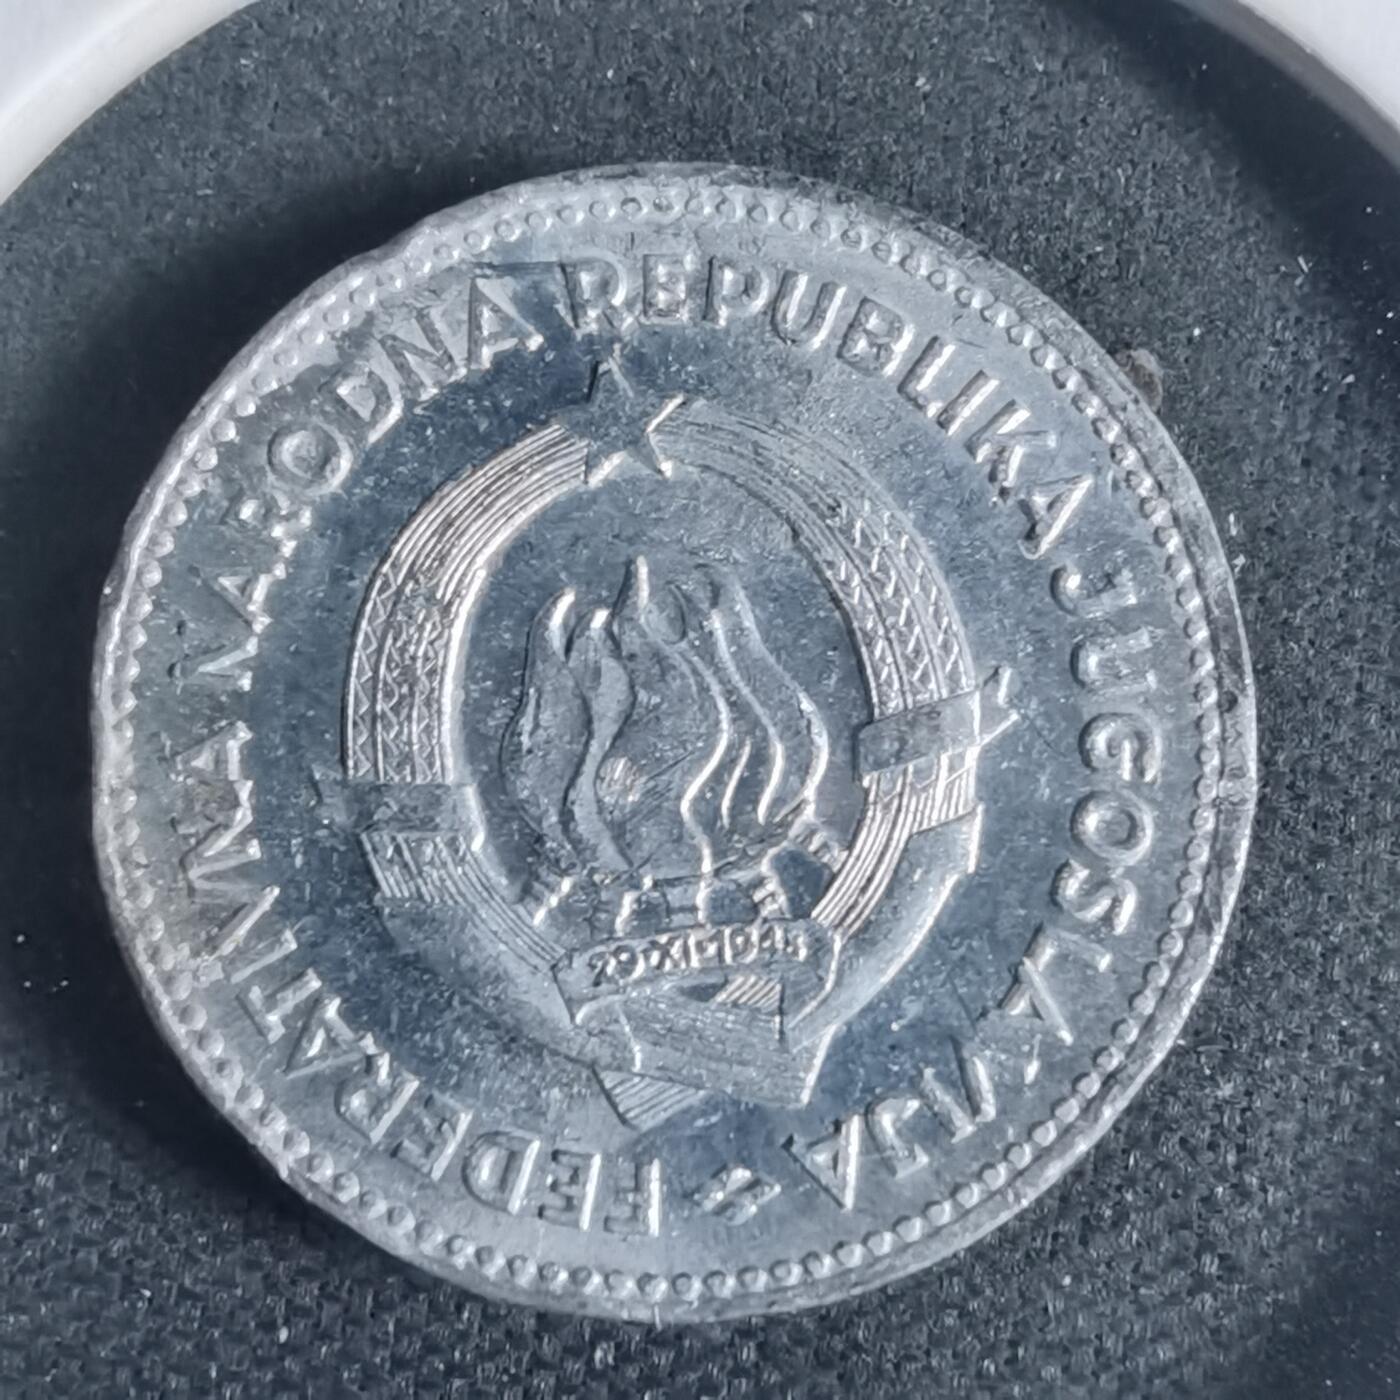 FEDERATIVNA NARODNA REPUBLIKA JUGOSLAVIJA
29·XI·1943